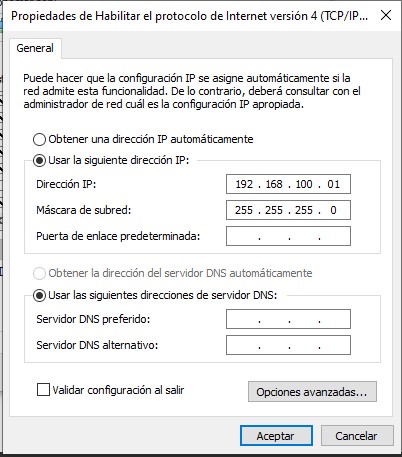 Propiedades de Habilitar el protocolo de Internet versión 4 (TCP/IP...
General
Puede hacer que la configuración IP se asigne automáticamente si la
red admite esta funcionalidad. De lo contrario, deberá consultar con el
administrador de red cuál es la configuración IP apropiada.
Obtener una dirección IP automáticamente
Usar la siguiente dirección IP:
Dirección IP: 192 . 168 . 100 . 01
Máscara de subred: 255 . 255 . 255 . 0
Puerta de enlace predeterminada: . . .
Obtener la dirección del servidor DNS automáticamente
Usar las siguientes direcciones de servidor DNS:
Servidor DNS preferido: . . .
Servidor DNS alternativo: . . .
Validar configuración al salir Opciones avanzadas...
Aceptar Cancelar